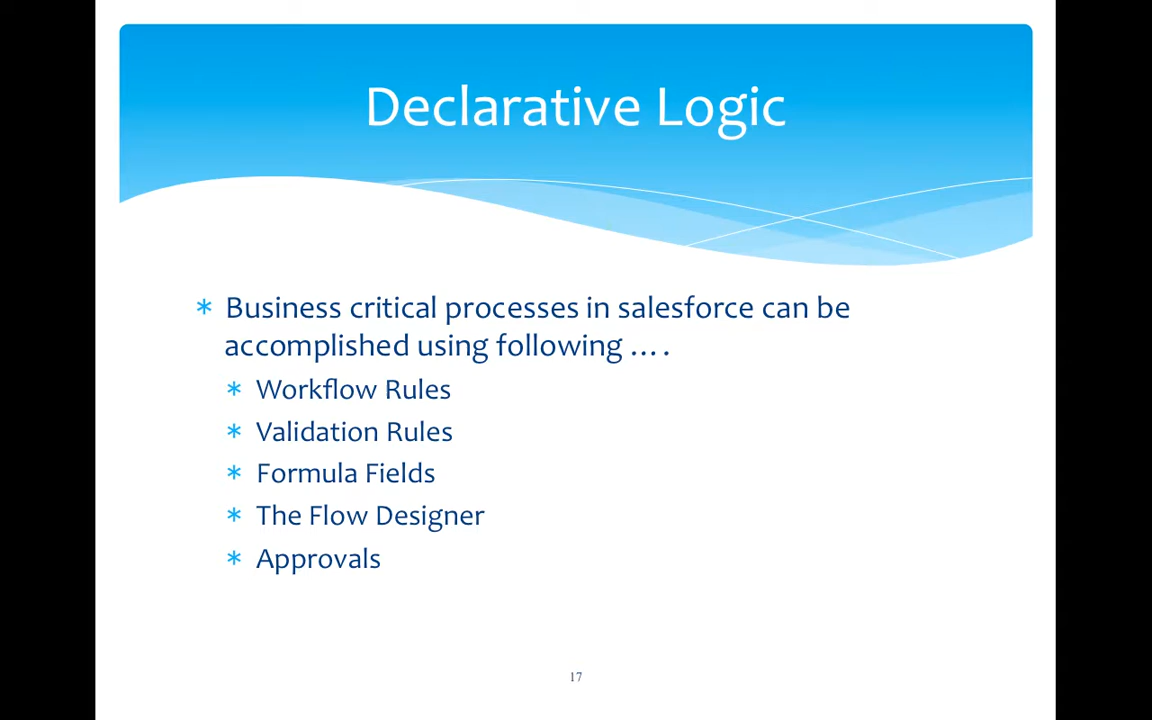 Declarative Logic
* Business critical processes in salesforce can be
accomplished using following ....
* Workflow Rules
* Validation Rules
* Formula Fields
* The Flow Designer
* Approvals
17